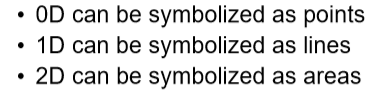 • 0D can be symbolized as points
• 1D can be symbolized as lines
• 2D can be symbolized as areas